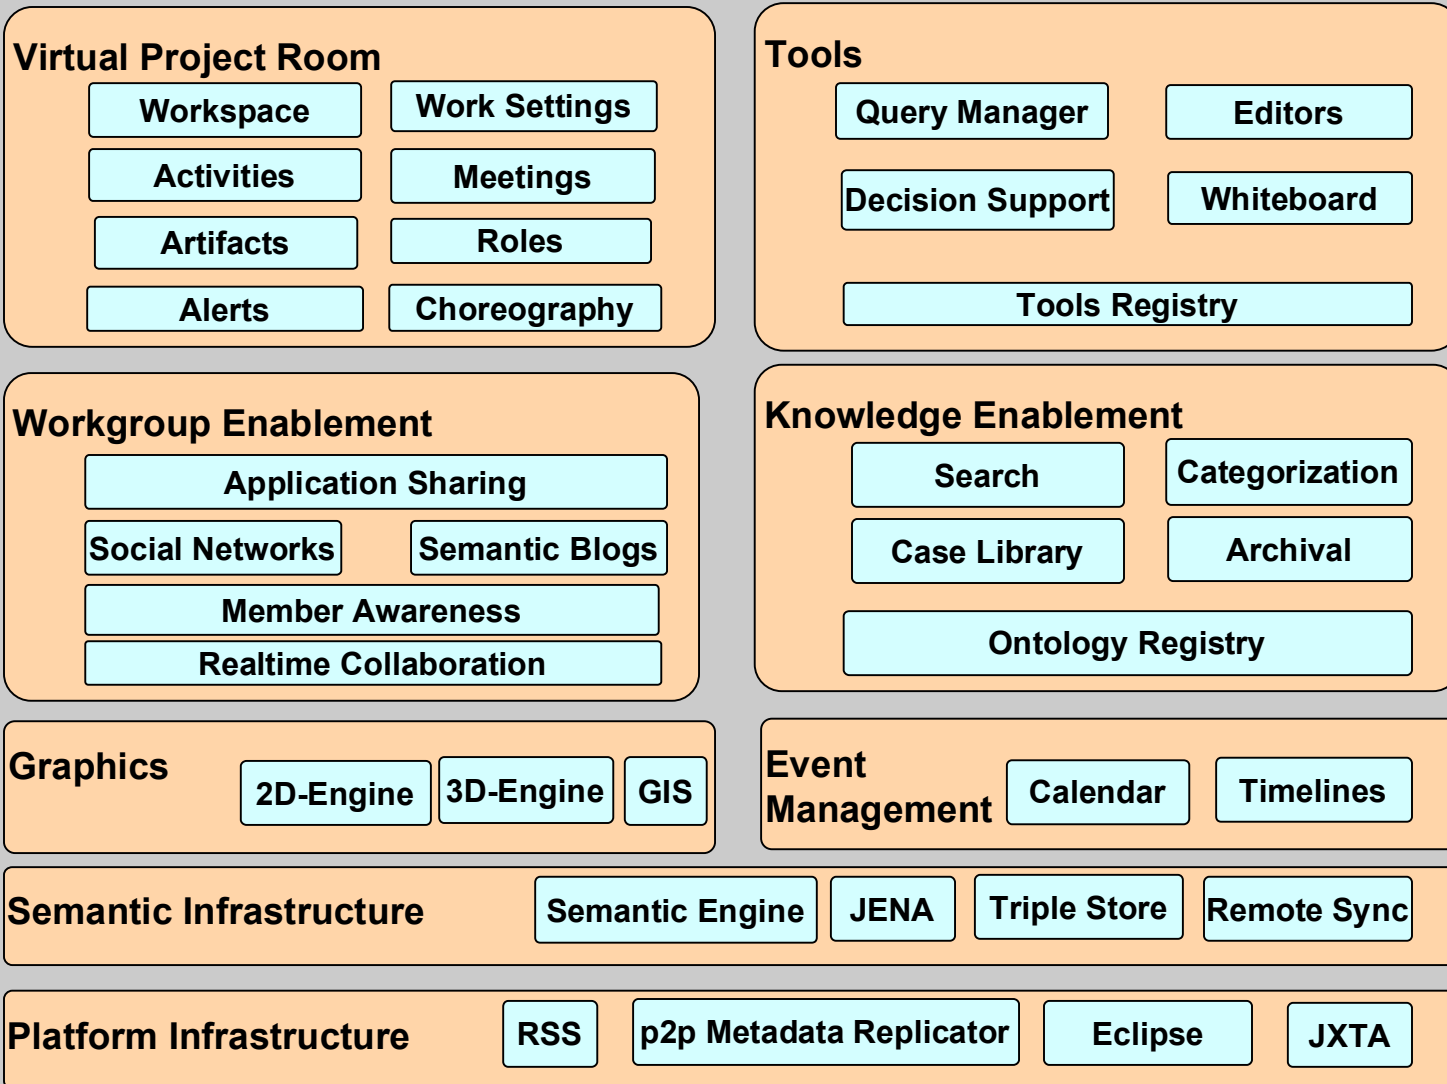 Virtual Project Room
Workspace
Work Settings
Activities
Meetings
Artifacts
Roles
Alerts
Choreography
Tools
Query Manager
Editors
Decision Support
Whiteboard
Tools Registry
Workgroup Enablement
Application Sharing
Social Networks
Semantic Blogs
Member Awareness
Realtime Collaboration
Knowledge Enablement
Search
Categorization
Case Library
Archival
Ontology Registry
Graphics
2D-Engine
3D-Engine
GIS
Event
Management
Calendar
Timelines
Semantic Infrastructure
Semantic Engine
JENA
Triple Store
Remote Sync
Platform Infrastructure
RSS
p2p Metadata Replicator
Eclipse
JXTA